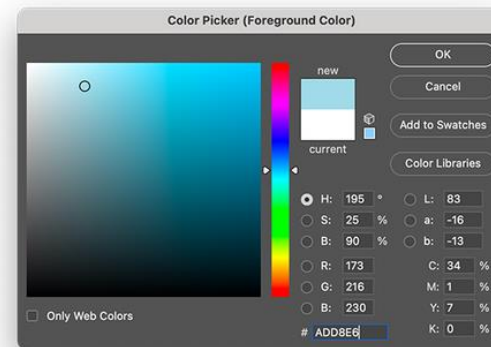 Color Picker (Foreground Color)
new
current
OK
Cancel
Add to Swatches
Color Libraries
H: 195 °
S: 25 %
B: 90 %
R: 173
G: 216
B: 230
# ADD8E6
L: 83
a: -16
b: -13
C: 34 %
M: 1 %
Y: 7 %
K: 0 %
Only Web Colors